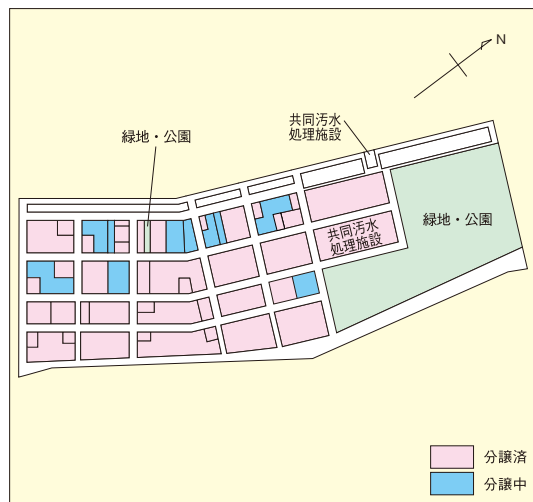 N
共同汚水
処理施設
緑地・公園
緑地・公園
共同汚水
処理施設
分譲済
分譲中